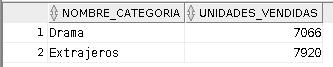 NOMBRE_CATEGORIA UNIDADES_VENDIDAS
1 Drama 7066
2 Extrajeros 7920